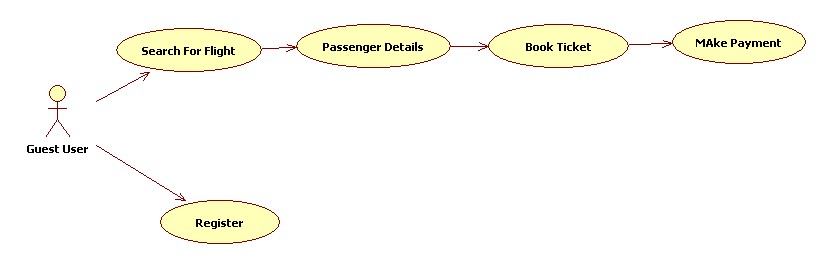 Search For Flight
Passenger Details
Book Ticket
MAke Payment
Guest User
Register